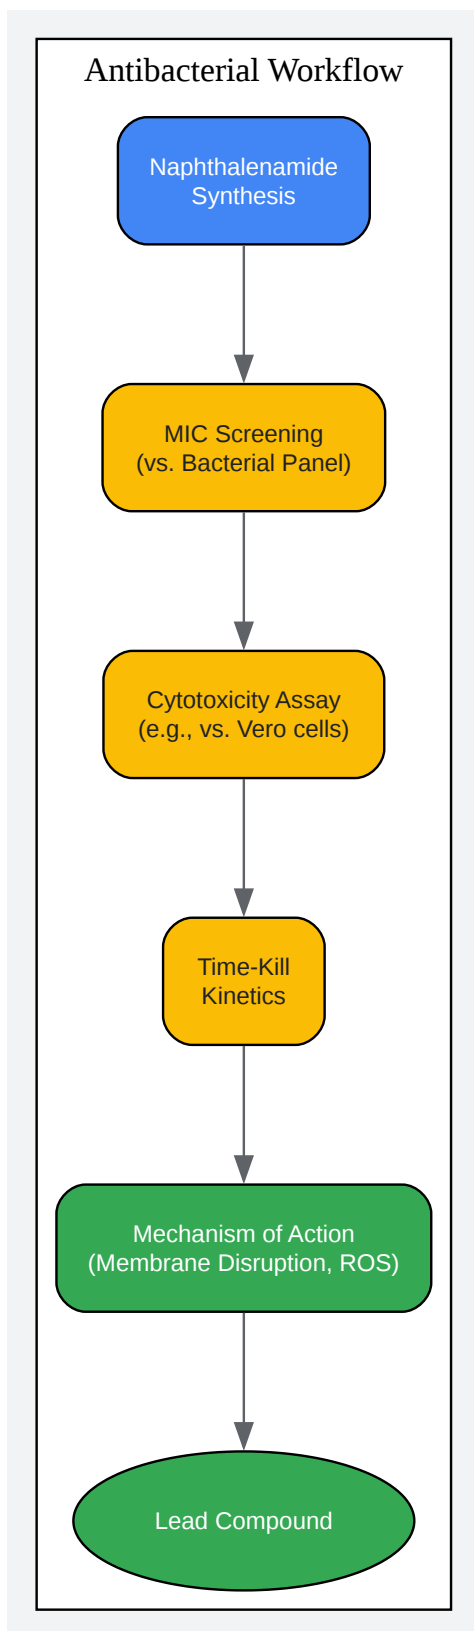 Antibacterial Workflow
Naphthalenamide
Synthesis
MIC Screening
(vs. Bacterial Panel)
Cytotoxicity Assay
(e.g., vs. Vero cells)
Time-Kill
Kinetics
Mechanism of Action
(Membrane Disruption, ROS)
Lead Compound